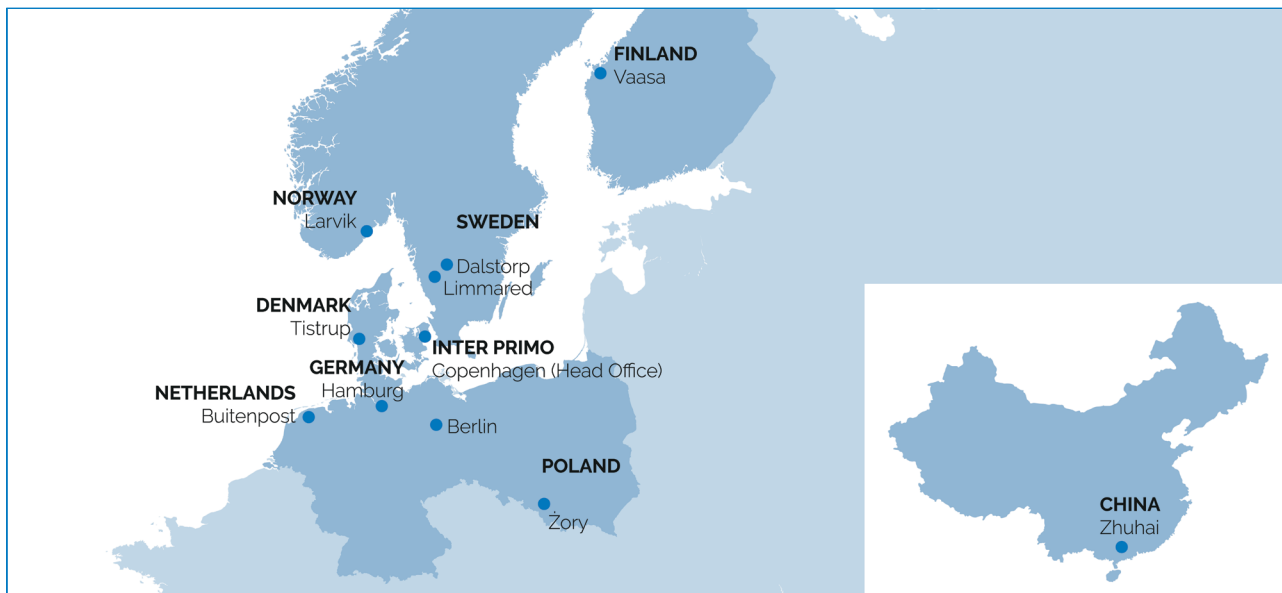 FINLAND
Vaasa
NORWAY
Larvik
SWEDEN
Dalstorp
Limmared
DENMARK
Tistrup
INTER PRIMO
Copenhagen (Head Office)
GERMANY
Hamburg
NETHERLANDS
Buitenpost
Berlin
POLAND
Żory
CHINA
Zhuhai